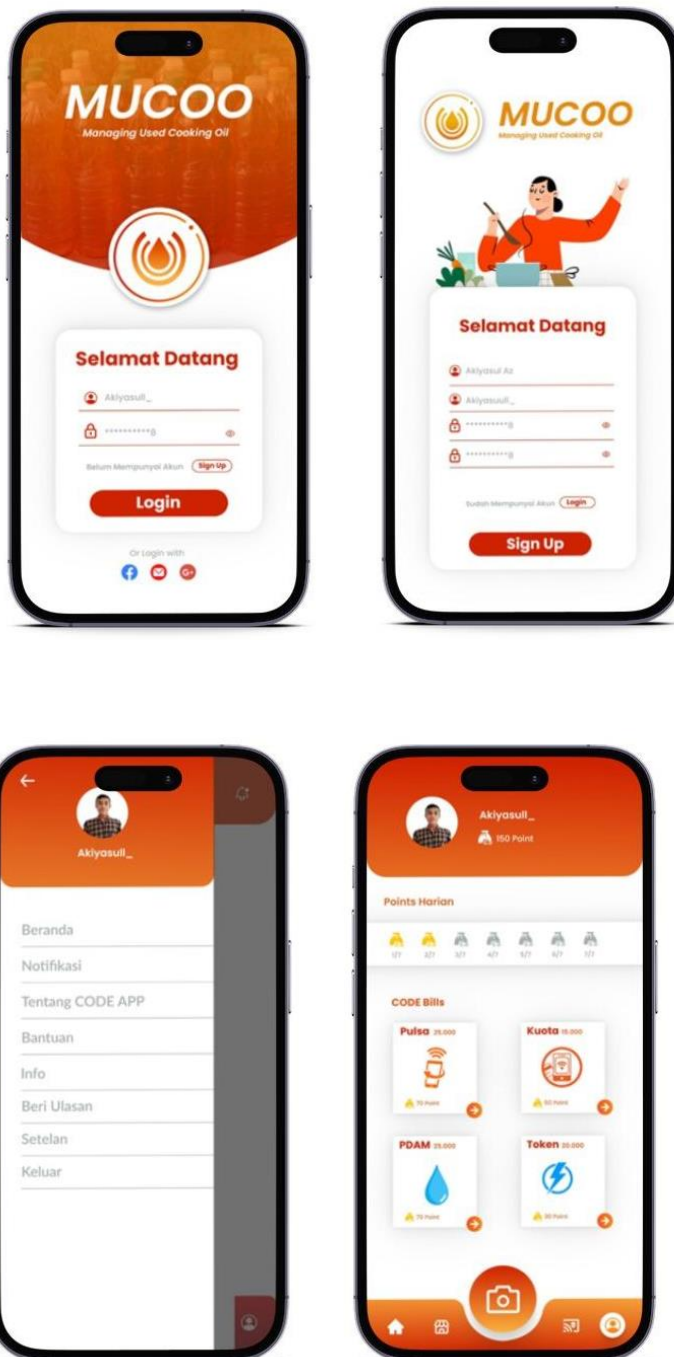 MUCOO
Managing Used Cooking Oil
Selamat Datang
Akiyasull_
**********8
Belum Mempunyai Akun Sign Up
Login
Or Login with
MUCOO
Managing Used Cooking Oil
Selamat Datang
Akiyasul Az
Akiyasuull_
**********8
**********8
Sudah Mempunyai Akun Login
Sign Up
Akiyasull_
Beranda
Notifikasi
Tentang CODE APP
Bantuan
Info
Beri Ulasan
Setelan
Keluar
Akiyasull_
150 Point
Points Harian
1/7 2/7 3/7 4/7 5/7 6/7
CODE Bills
Pulsa 25.000
70 Point
Kuota 15.000
50 Point
PDAM 25.000
70 Point
Token 20.000
Point